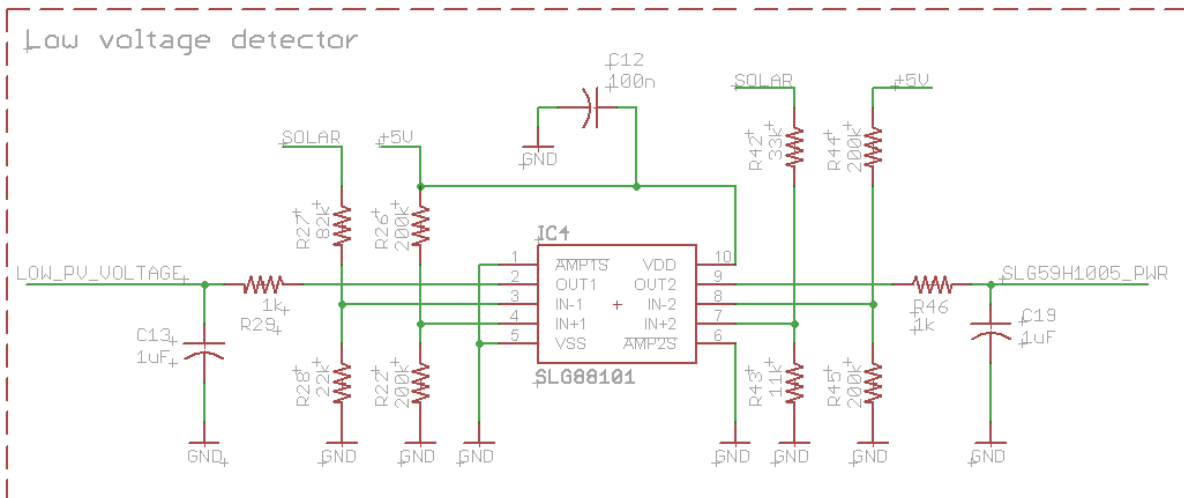 Low voltage detector
C12
100n
SOLAR
+5V
GND
SOLAR
+5V
R42
33k
R44
200k
R27
82k
R26
200k
IC4
LOW_PV_VOLTAGE
1k
R29
C13
1uF
1 AMP1S VDD 10
2 OUT1 OUT2 9
3 IN-1 IN-2 8
4 IN+1 IN+2 7
5 VSS AMP2S 6
SLG88101
SLG59H1005_PWR
R46
1k
C19
1uF
R28
22k
R22
200k
R43
11k
R45
200k
GND
GND
GND
GND
GND
GND
GND
GND